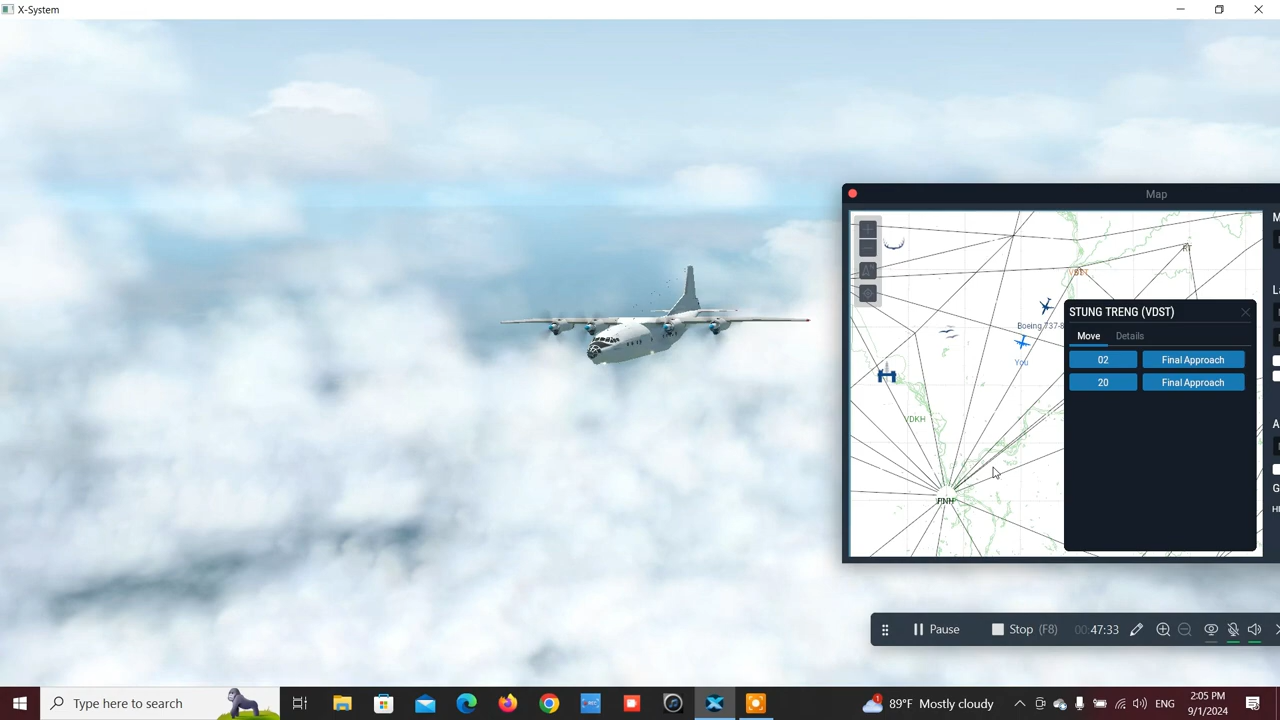 X-System
Map
RT
STUNG TRENG (VDST)
Move Details
Boeing 737-8
You
02 Final Approach
20 Final Approach
VDKH
Pause
Stop (F8)
00:47:33
Type here to search
1
89°F Mostly cloudy
ENG
2:05 PM
9/1/2024